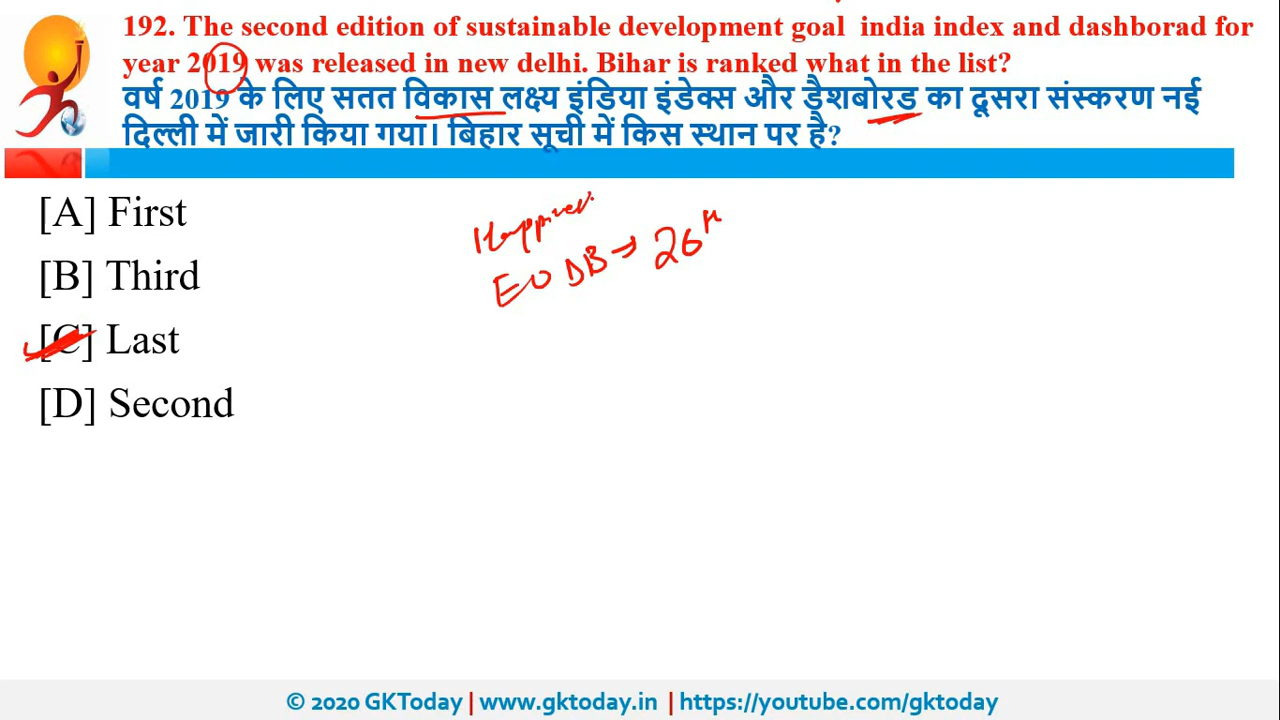 192. The second edition of sustainable development goal india index and dashborad for
year 2019 was released in new delhi. Bihar is ranked what in the list?
वर्ष 2019 के लिए सतत विकास लक्ष्य इंडिया इंडेक्स और डैशबोरड का दूसरा संस्करण नई
दिल्ली में जारी किया गया। बिहार सूची में किस स्थान पर है?
[A] First
[B] Third
[C] Last
[D] Second
EODB → 26th
© 2020 GKToday | www.gktoday.in | https://youtube.com/gktoday